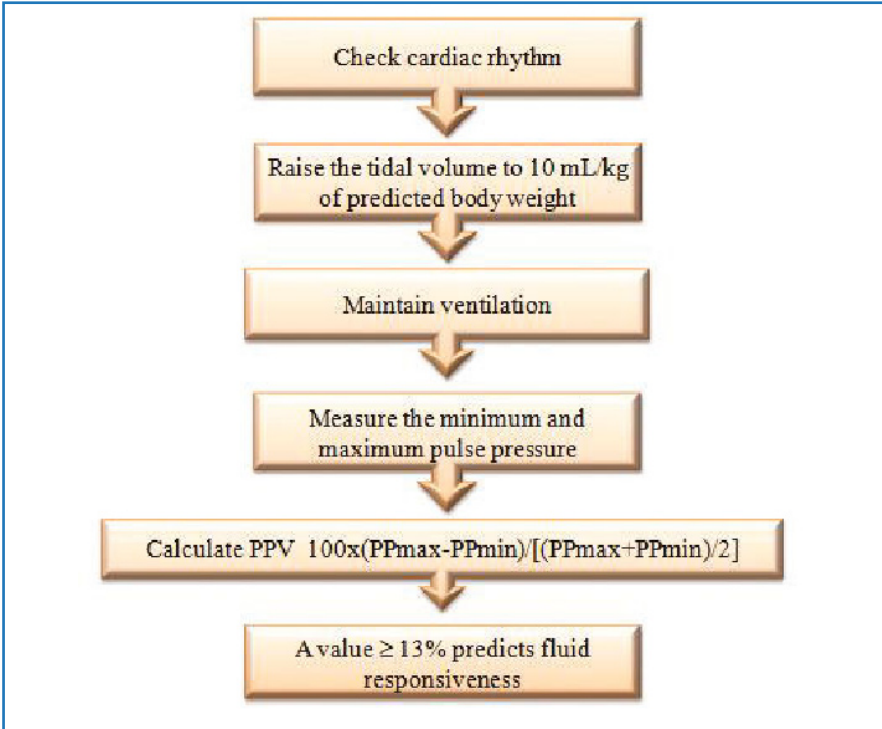 Check cardiac rhythm
Raise the tidal volume to 10 mL/kg
of predicted body weight
Maintain ventilation
Measure the minimum and
maximum pulse pressure
Calculate PPV 100x(PPmax-PPmin)/[(PPmax+PPmin)/2]
A value ≥ 13% predicts fluid
responsiveness